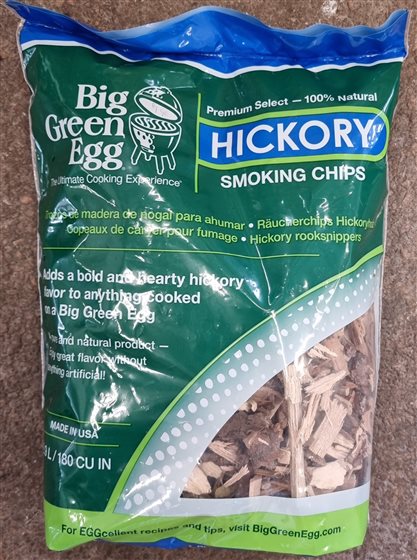 Big
Green
Egg
The Ultimate Cooking Experience®
Premium Select — 100% Natural
HICKORY
SMOKING CHIPS
de madera de nogal para ahumar • Räucherchips
Copeaux de pour fumage • Hickory rooksnippers
Adds a bold and hearty hickory
flavor to anything cooked
on a Big Green Egg
and natural product —
great flavor without
anything artificial!
MADE IN USA
L / 180 CU IN
For EGGcellent recipes and tips, visit BigGreenEgg.com